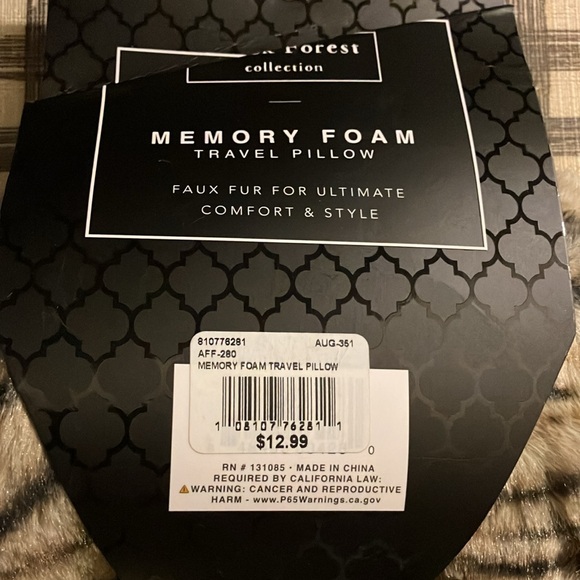 Forest
collection
MEMORY FOAM
TRAVEL PILLOW
FAUX FUR FOR ULTIMATE
COMFORT & STYLE
810776281 AUG-351
AFF-280
MEMORY FOAM TRAVEL PILLOW
1 08107 76281 1
$12.99
0
RN # 131085 • MADE IN CHINA
REQUIRED BY CALIFORNIA LAW:
⚠WARNING: CANCER AND REPRODUCTIVE
HARM - www.P65Warnings.ca.gov